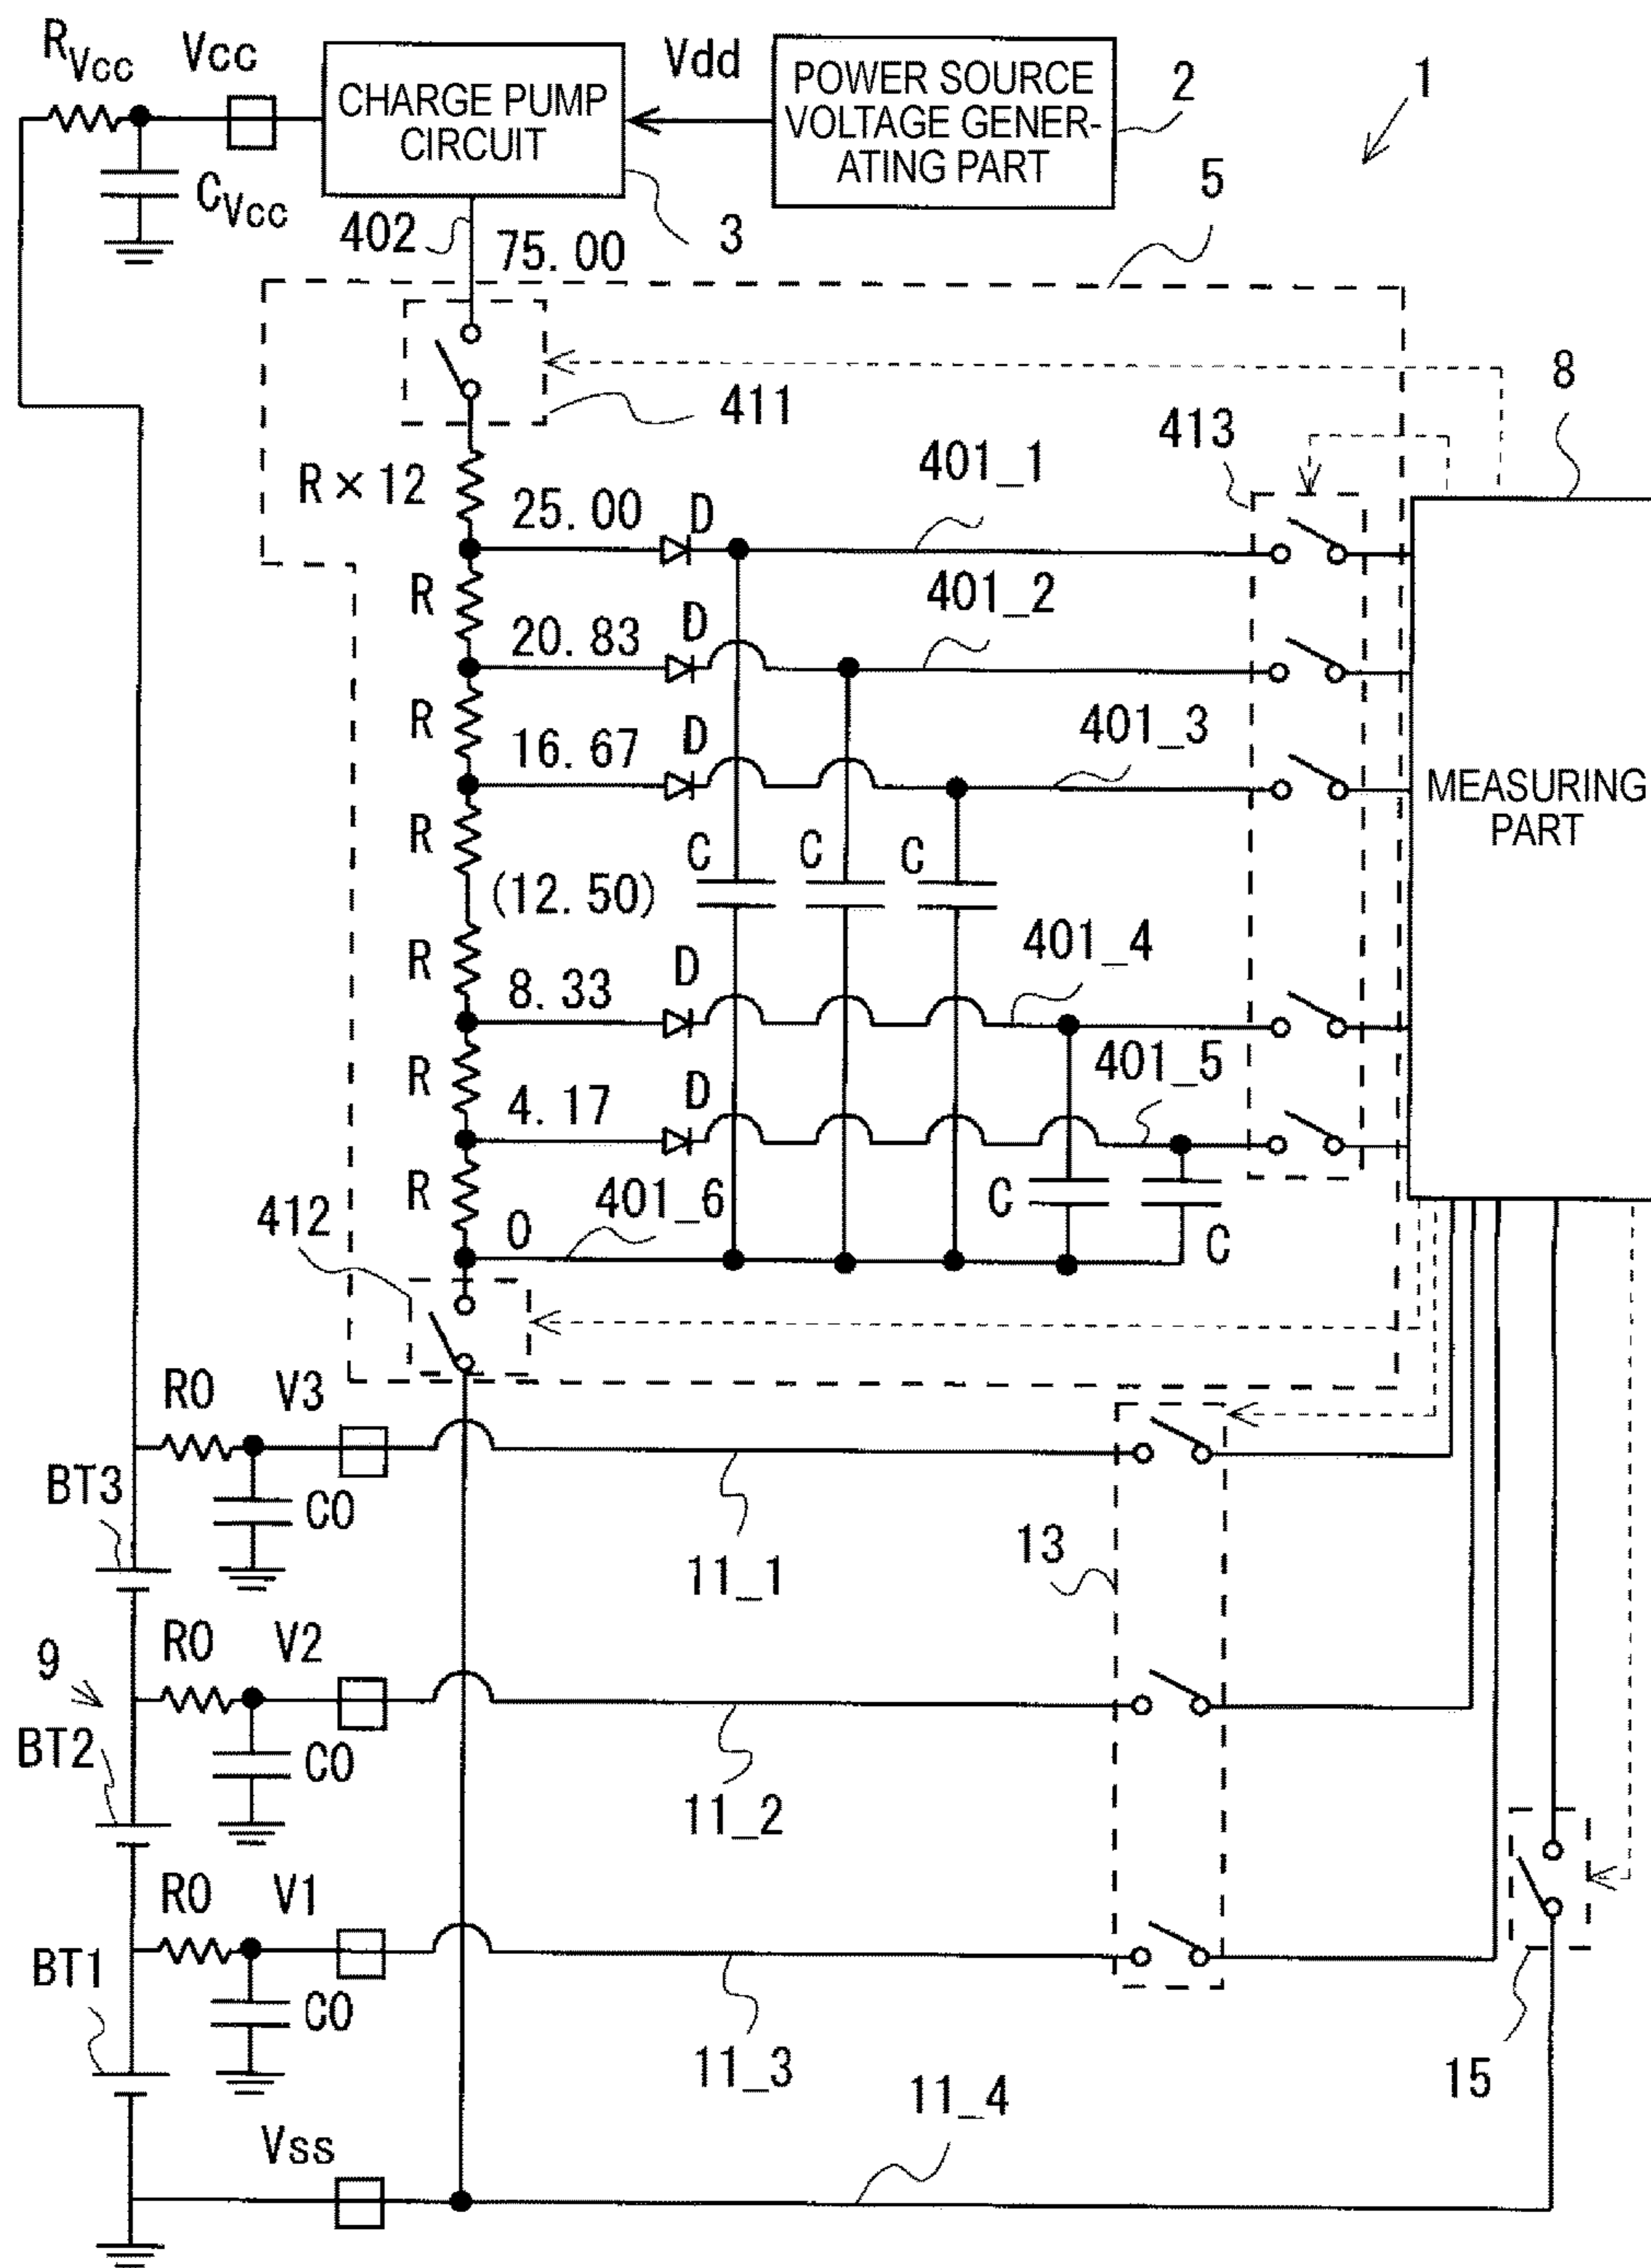 R_Vcc Vcc
CHARGE PUMP
CIRCUIT
Vdd
POWER SOURCE
VOLTAGE GENER-
ATING PART
2
1
C_Vcc
402
3
5
75.00
411
8
413
R×12
25.00
D
401_1
R
20.83
D
401_2
R
16.67
D
401_3
MEASURING
PART
R
C
C
C
(12.50)
R
8.33
D
401_4
R
4.17
D
401_5
R
401_6
C
412
0
C
R0
V3
BT3
C0
11_1
13
R0
V2
9
BT2
C0
11_2
R0
V1
BT1
C0
11_3
15
11_4
Vss